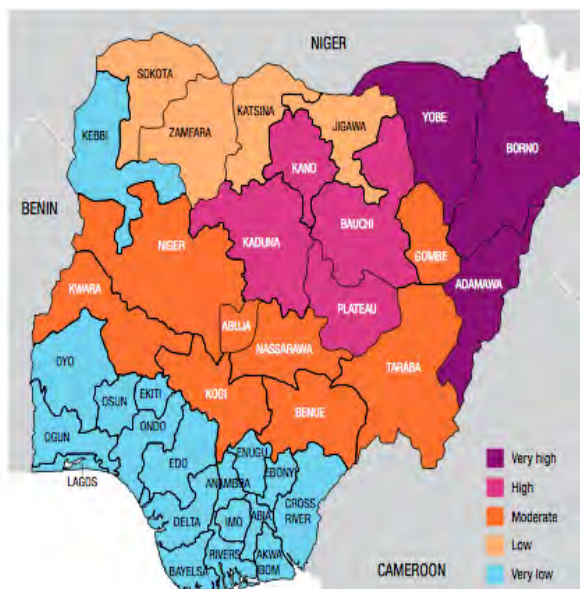 NIGER
SOKOTA
KATSINA
YOBE
KEBBI
ZAMFARA
JIGAWA
BORNO
KANO
BENIN
BAUCHI
NIGER
KADUNA
GOMBE
ADAMAWA
KWARA
PLATEAU
ABUJA
NASSARAWA
TARABA
OYO
KOGI
BENUE
OSUN
EKITI
ONDO
OGUN
EDO
ENUGU
EBONY
LAGOS
ANAMBRA
CROSS
RIVER
DELTA
IMO
ABIA
RIVERS
AKWA
IBOM
BAYELSA
CAMEROON
Very high
High
Moderate
Low
Very low